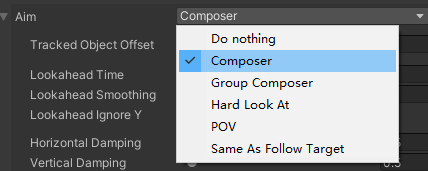 Aim Composer
Do nothing
Tracked Object Offset
Composer
Lookahead Time
Group Composer
Lookahead Smoothing
Hard Look At
Lookahead Ignore Y
POV
Horizontal Damping
Same As Follow Target
Vertical Damping